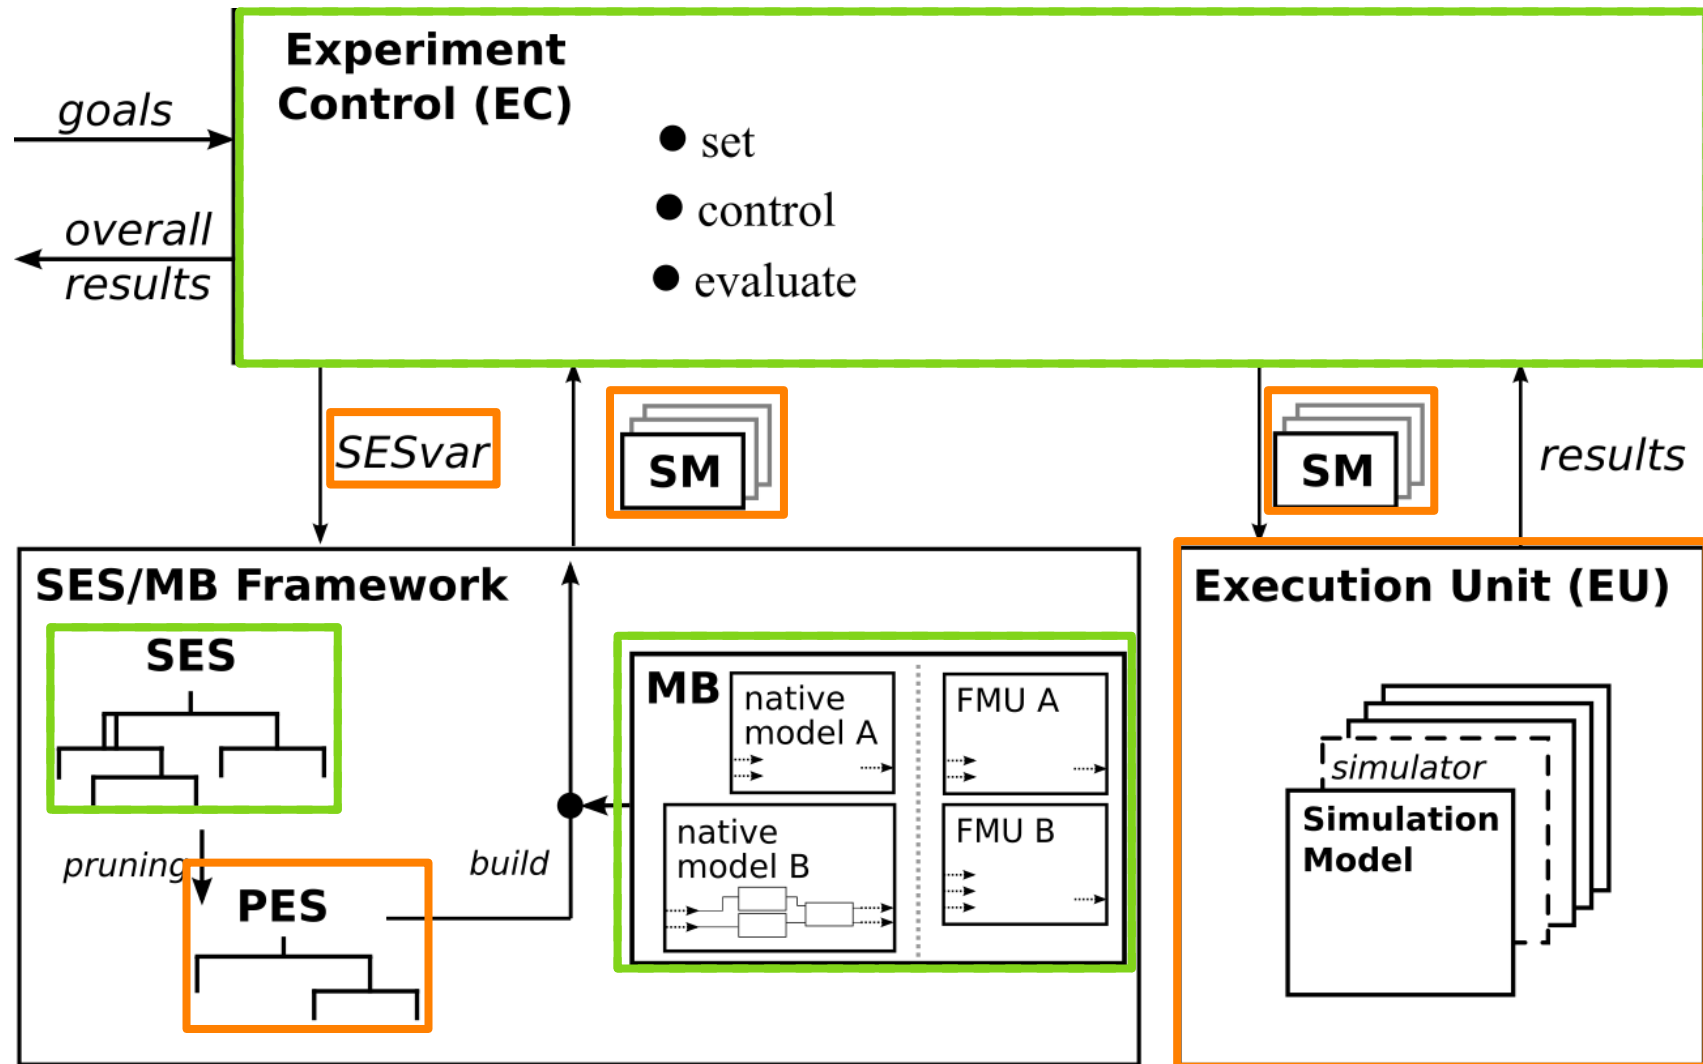 Experiment
Control (EC)
goals
overall
results
● set
● control
● evaluate
SESvar
SM
SM
results
SES/MB Framework
SES
pruning
PES
build
MB
native
model A
FMU A
native
model B
FMU B
Execution Unit (EU)
simulator
Simulation
Model